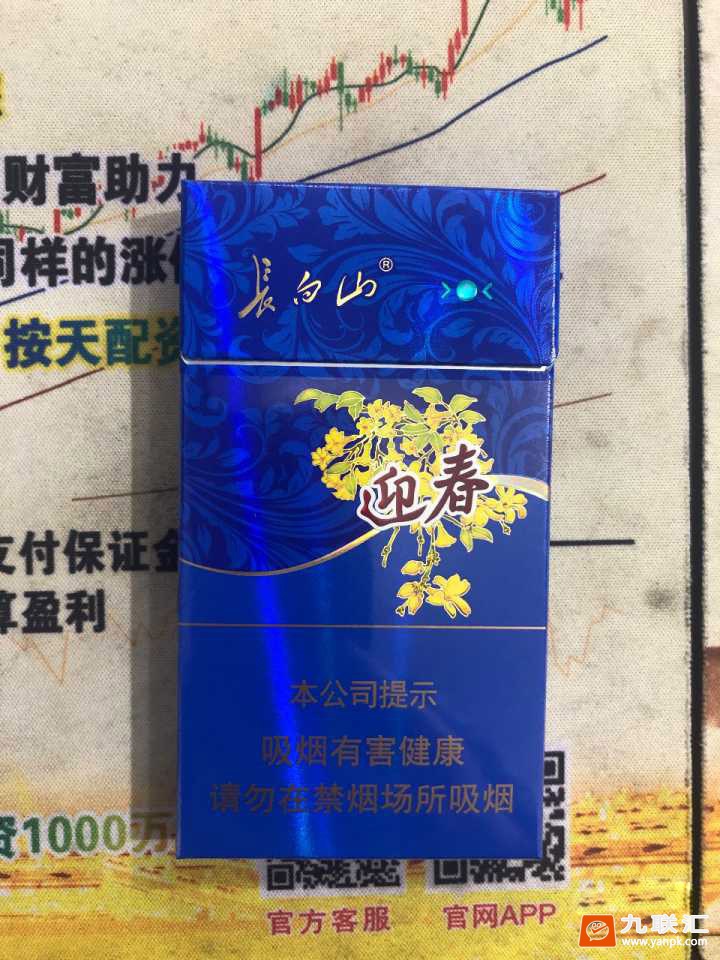 财富助力
同样的涨
按天配资
長白山®
迎春
支付保证金
算盈利
本公司提示
吸烟有害健康
请勿在禁烟场所吸烟
资1000万
官方客服
官网APP
九联汇
www.yanpk.com